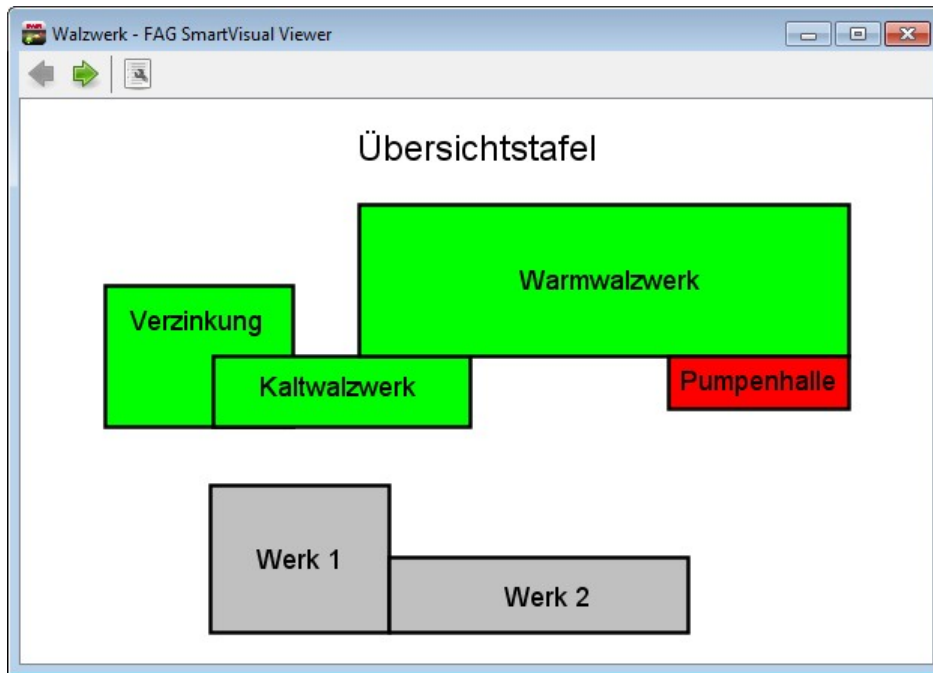 Walzwerk - FAG SmartVisual Viewer
Übersichtstafel
Warmwalzwerk
Verzinkung
Kaltwalzwerk
Pumpenhalle
Werk 1
Werk 2